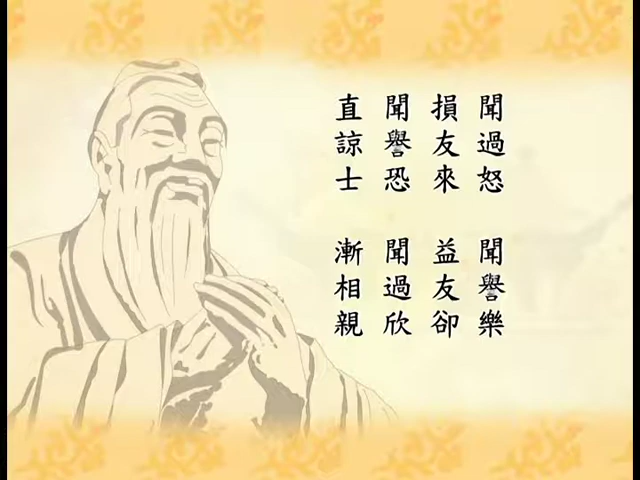 聞過怒 聞譽樂
損友來 益友卻
聞譽恐 聞過欣
直諒士 漸相親